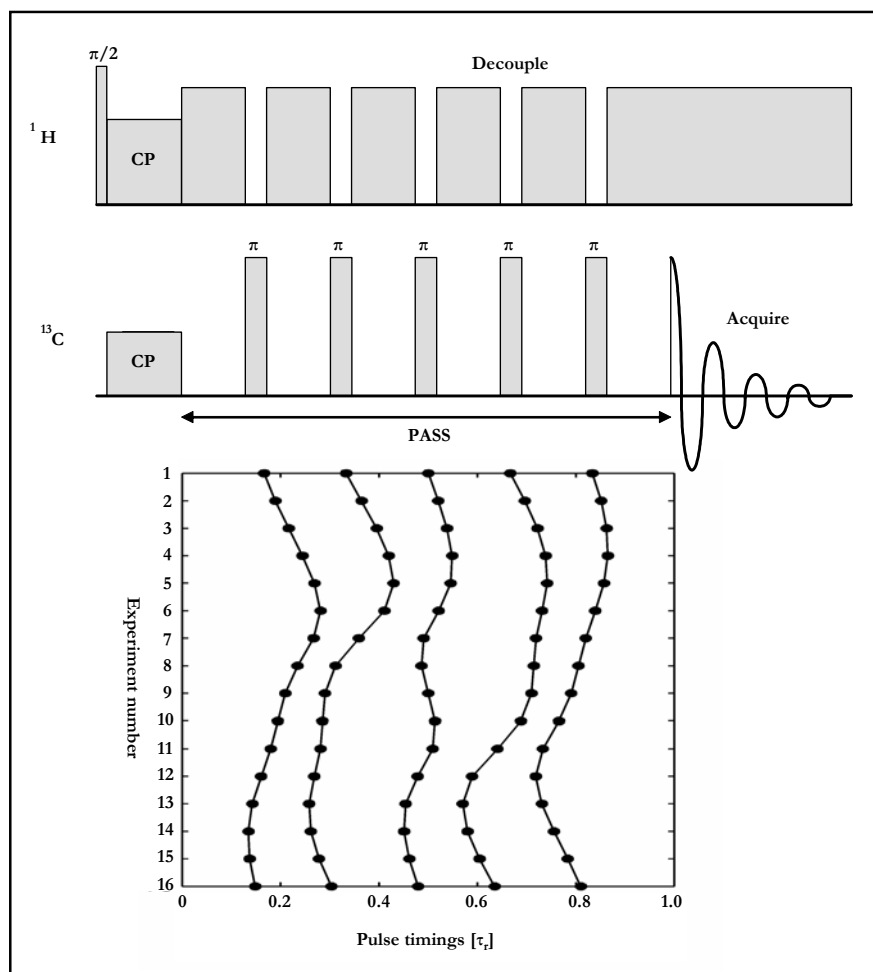 π/2
Decouple
¹ H
CP
π π π π π
¹³C
CP
Acquire
PASS
1
2
3
4
5
6
7
8
9
10
11
12
13
14
15
16
Experiment number
0 0.2 0.4 0.6 0.8 1.0
Pulse timings [τr]